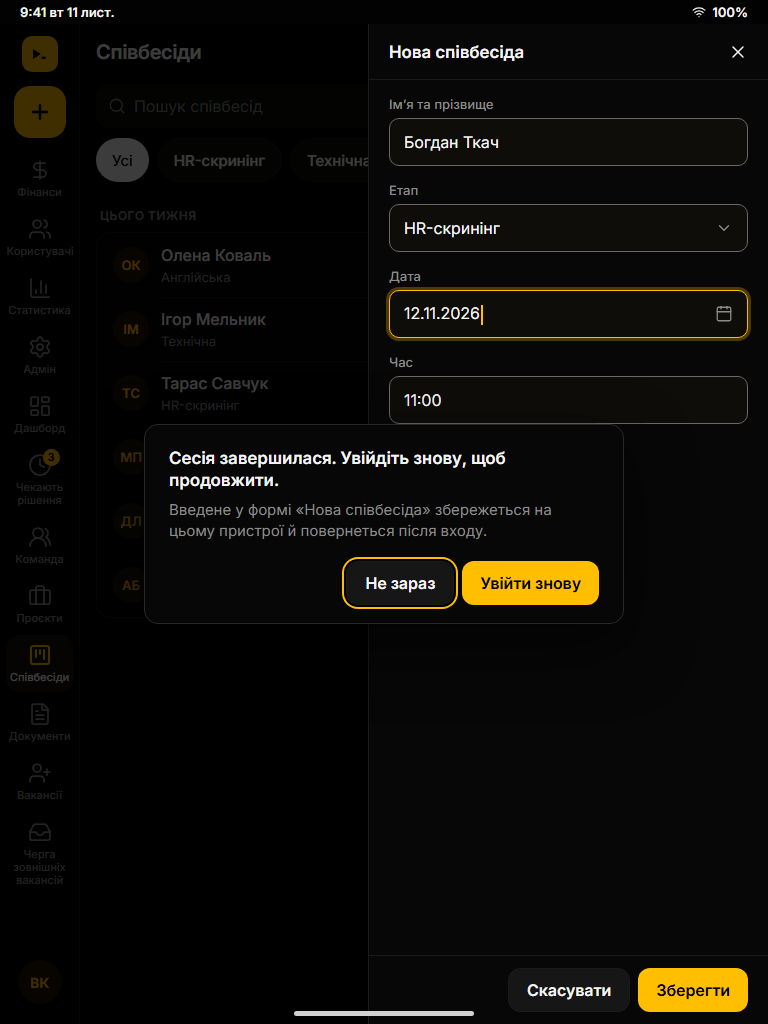 9:41 вт 11 лист.
100%
Співбесіди
Пошук співбесід
Усі
HR-скринінг
Технічна
ЦЬОГО ТИЖНЯ
ОК
Олена Коваль
Англійська
ІМ
Ігор Мельник
Технічна
ТС
Тарас Савчук
HR-скринінг
МП
ДЛ
АБ
Фінанси
Користувачі
Статистика
Адмін
Дашборд
3
Чекають
рішення
Команда
Проєкти
Співбесіди
Документи
Вакансії
Черга
зовнішніх
вакансій
ВК
Нова співбесіда
Ім’я та прізвище
Богдан Ткач
Етап
HR-скринінг
Дата
12.11.2026
Час
11:00
Сесія завершилася. Увійдіть знову, щоб
продовжити.
Введене у формі «Нова співбесіда» збережеться на
цьому пристрої й повернеться після входу.
Не зараз
Увійти знову
Скасувати
Зберегти